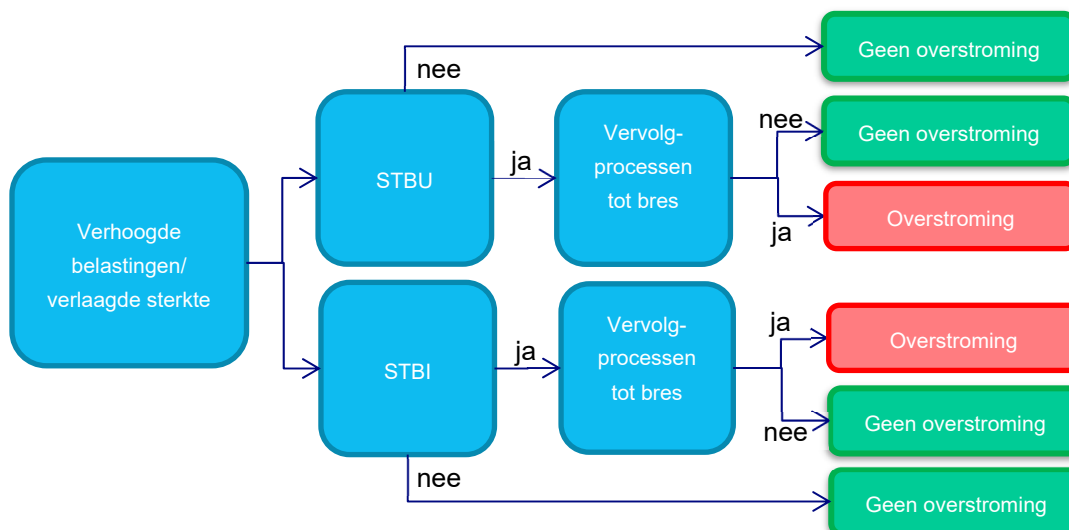 Geen overstroming
nee
Verhoogde
belastingen/
verlaagde sterkte
STBU
ja
Vervolg-
processen
tot bres
nee
Geen overstroming
ja
Overstroming
STBI
ja
Vervolg-
processen
tot bres
ja
Overstroming
nee
Geen overstroming
nee
Geen overstroming